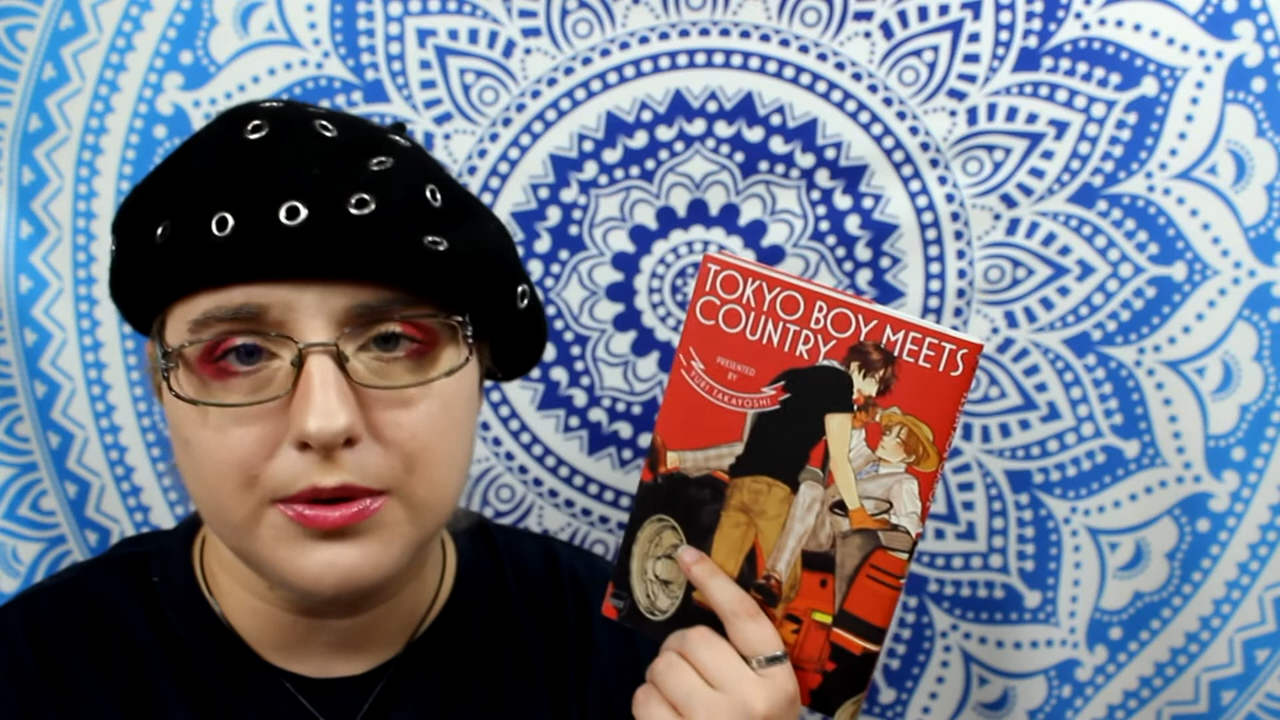 TOKYO BOY MEETS
COUNTRY
PRESENTED
BY
YURI TAKAYOSHI